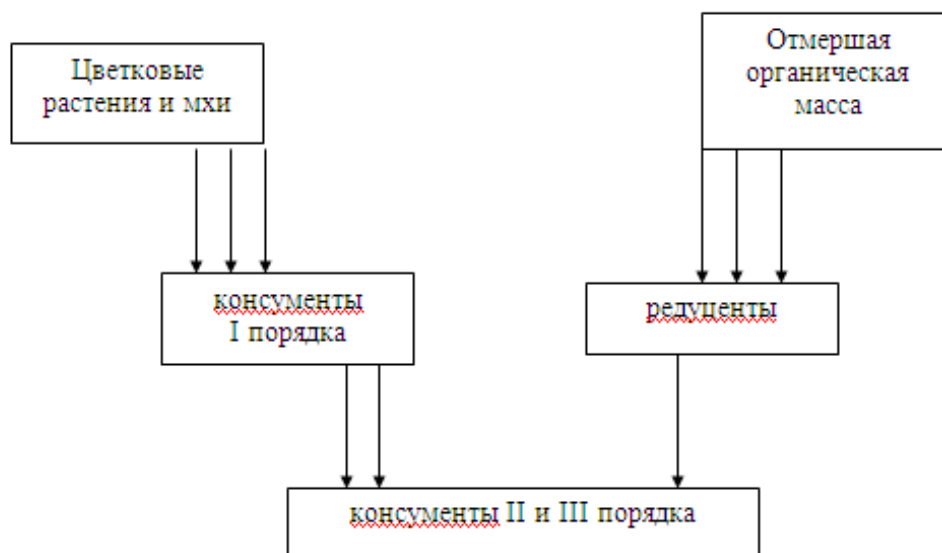 Цветковые
растения и мхи
Отмершая
органическая
масса
консументы
I порядка
редуценты
консументы II и III порядка